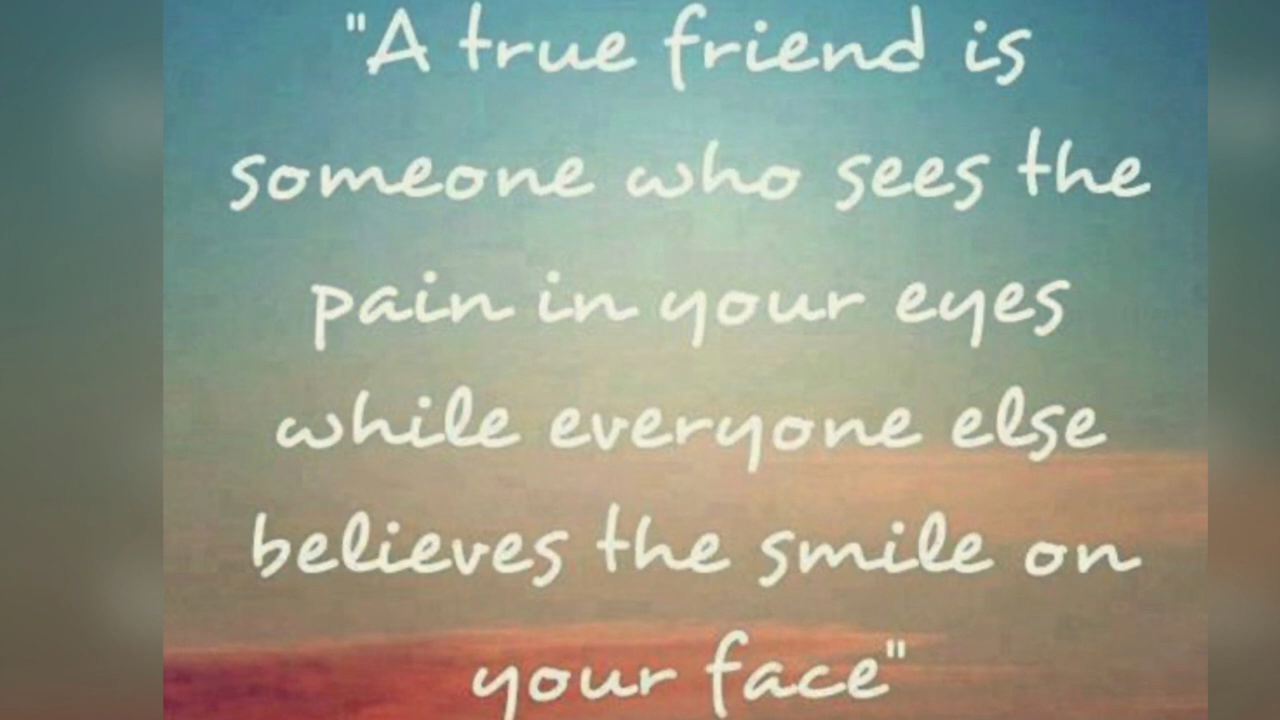 "A true friend is
someone who sees the
pain in your eyes
while everyone else
believes the smile on
your face"